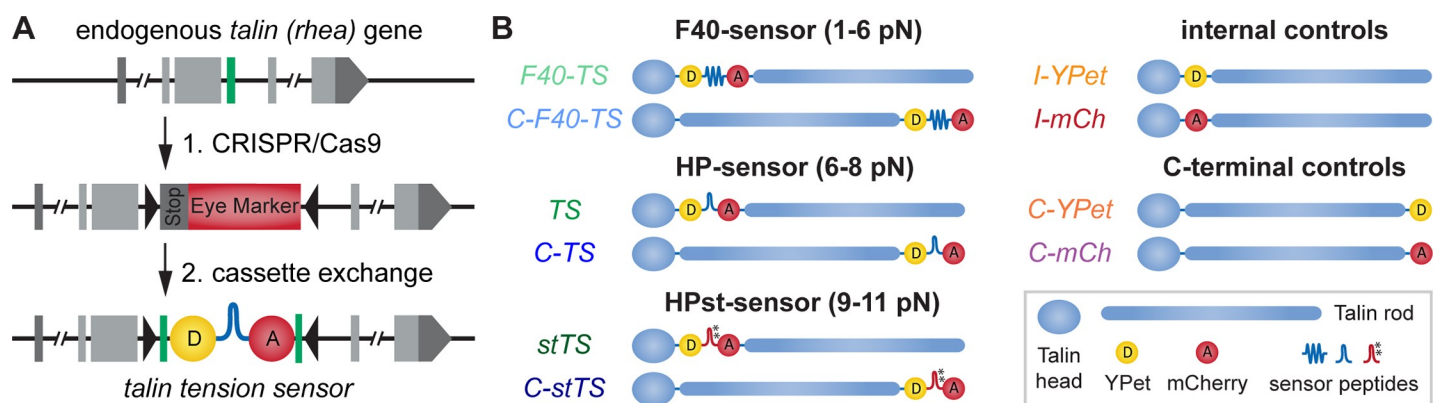 A
endogenous talin (rhea) gene
1. CRISPR/Cas9
Stop
Eye Marker
2. cassette exchange
D
A
talin tension sensor
B
F40-sensor (1-6 pN)
F40-TS
D
A
C-F40-TS
D
A
HP-sensor (6-8 pN)
TS
D
A
C-TS
D
A
HPst-sensor (9-11 pN)
stTS
D
**
A
C-stTS
D
**
A
internal controls
I-YPet
D
I-mCh
A
C-terminal controls
C-YPet
D
C-mCh
A
Talin rod
Talin
head
D
YPet
A
mCherry
**
sensor peptides